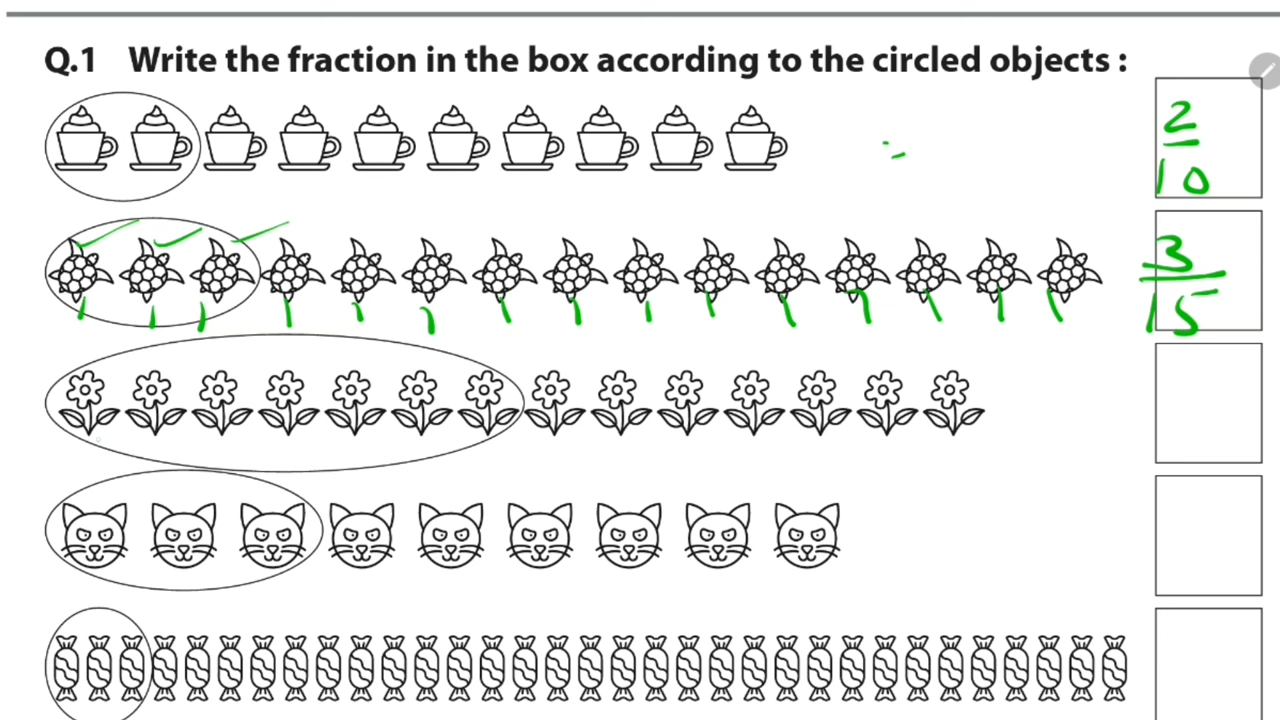 Q.1 Write the fraction in the box according to the circled objects :
2
10
3
15